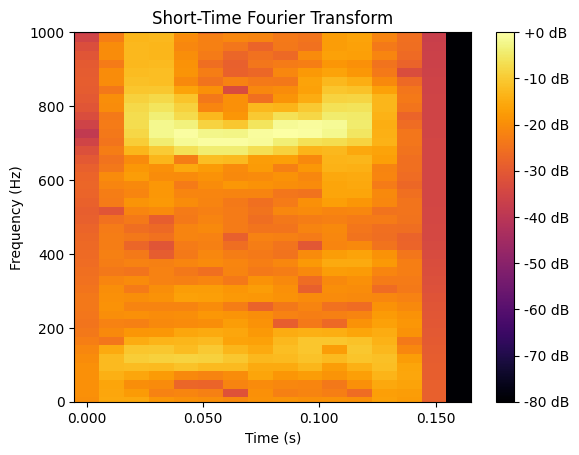 Short-Time Fourier Transform
1000
800
600
400
200
0
Frequency (Hz)
0.000
0.050
0.100
0.150
Time (s)
+0 dB
-10 dB
-20 dB
-30 dB
-40 dB
-50 dB
-60 dB
-70 dB
-80 dB